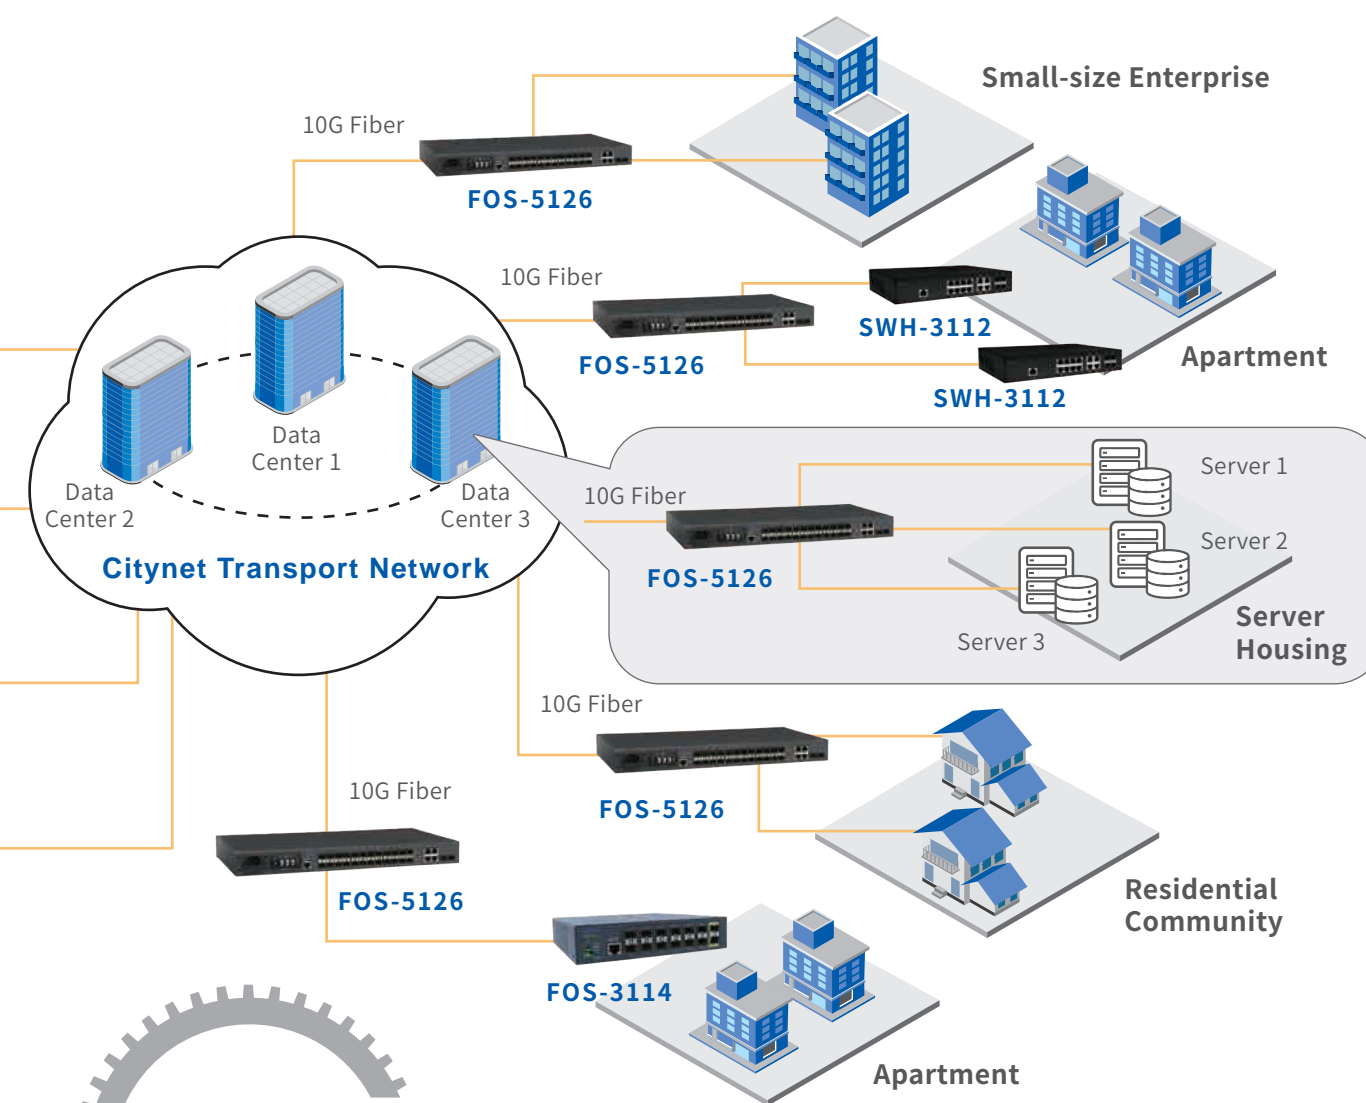 Small-size Enterprise
10G Fiber
FOS-5126
10G Fiber
SWH-3112
FOS-5126
Apartment
SWH-3112
Data
Center 1
Data
Center 2
Data
Center 3
Citynet Transport Network
10G Fiber
FOS-5126
Server 1
Server 2
Server 3
Server
Housing
10G Fiber
FOS-5126
Residential
Community
10G Fiber
FOS-5126
FOS-3114
Apartment